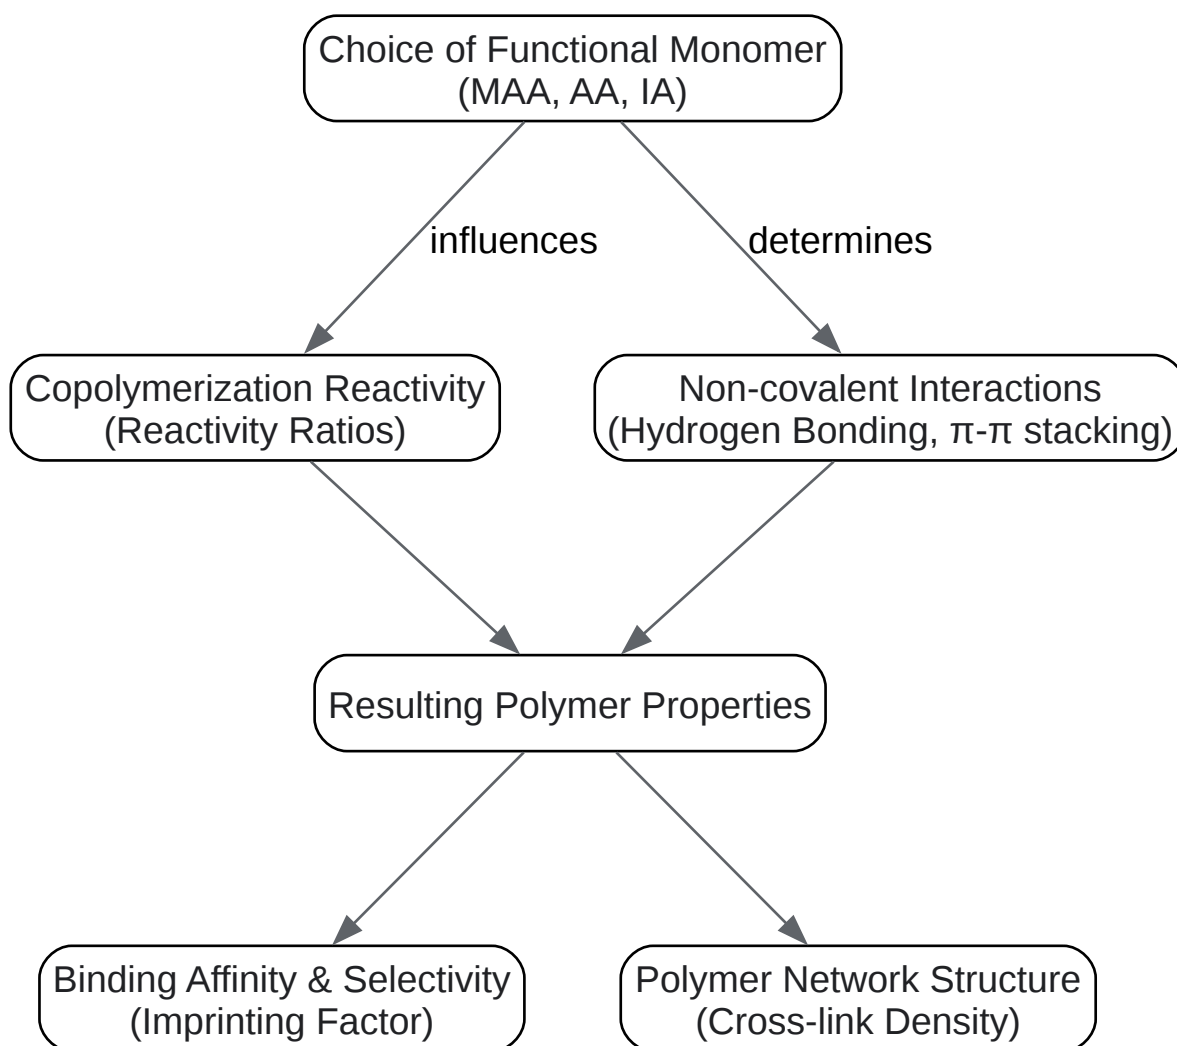 Choice of Functional Monomer
(MAA, AA, IA)
influences
determines
Copolymerization Reactivity
(Reactivity Ratios)
Non-covalent Interactions
(Hydrogen Bonding, π-π stacking)
Resulting Polymer Properties
Binding Affinity & Selectivity
(Imprinting Factor)
Polymer Network Structure
(Cross-link Density)